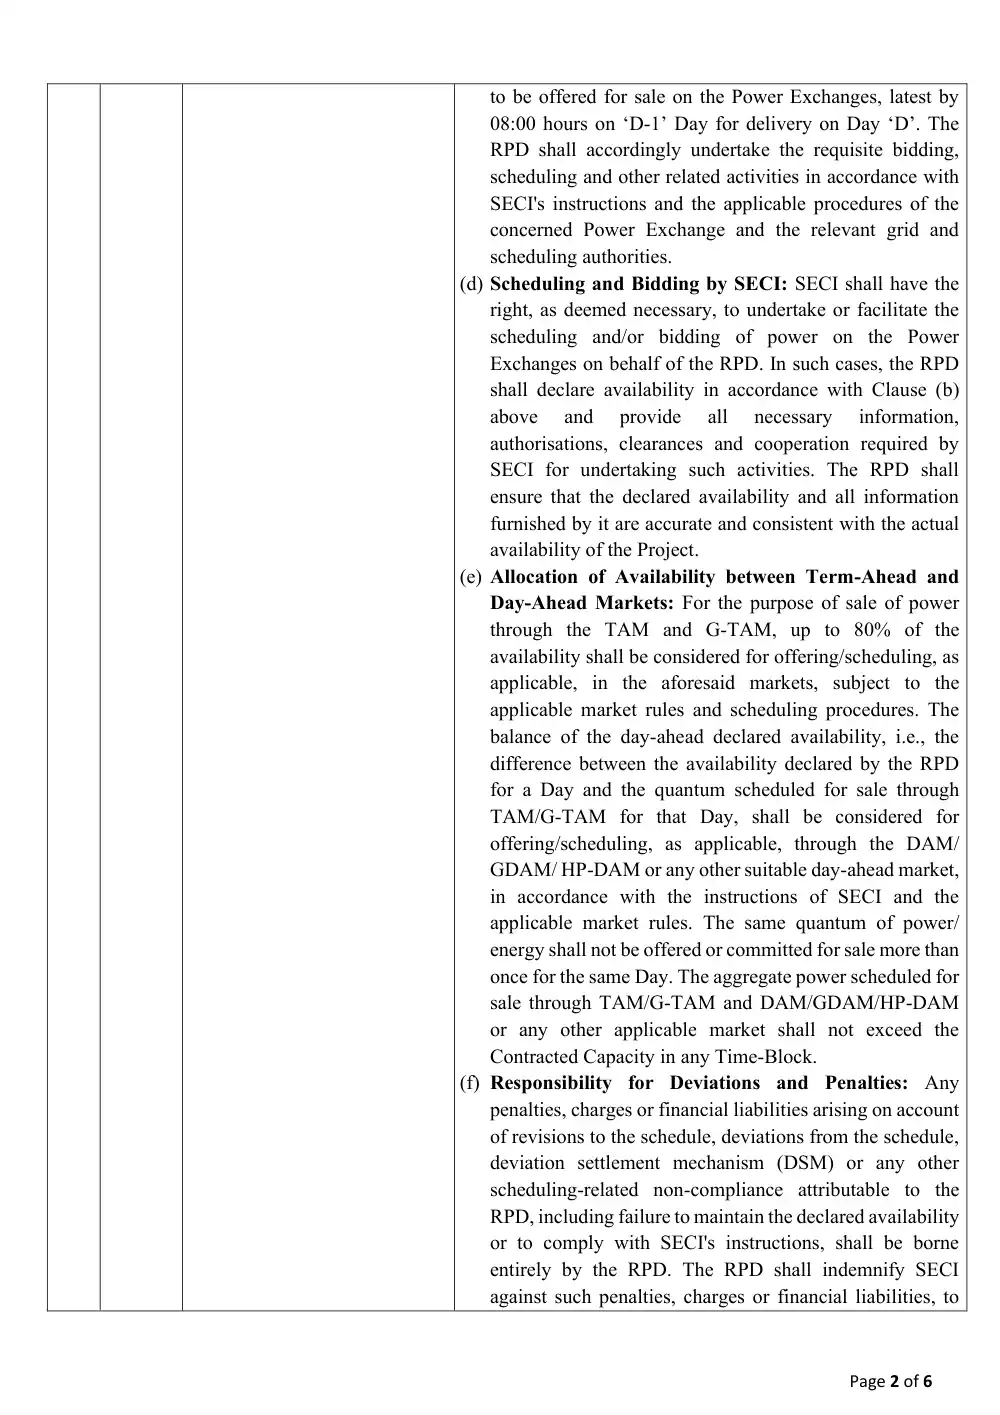 to be offered for sale on the Power Exchanges, latest by
08:00 hours on ‘D-1’ Day for delivery on Day ‘D’. The
RPD shall accordingly undertake the requisite bidding,
scheduling and other related activities in accordance with
SECI's instructions and the applicable procedures of the
concerned Power Exchange and the relevant grid and
scheduling authorities.
(d) Scheduling and Bidding by SECI: SECI shall have the
right, as deemed necessary, to undertake or facilitate the
scheduling and/or bidding of power on the Power
Exchanges on behalf of the RPD. In such cases, the RPD
shall declare availability in accordance with Clause (b)
above and provide all necessary information,
authorisations, clearances and cooperation required by
SECI for undertaking such activities. The RPD shall
ensure that the declared availability and all information
furnished by it are accurate and consistent with the actual
availability of the Project.
(e) Allocation of Availability between Term-Ahead and
Day-Ahead Markets: For the purpose of sale of power
through the TAM and G-TAM, up to 80% of the
availability shall be considered for offering/scheduling, as
applicable, in the aforesaid markets, subject to the
applicable market rules and scheduling procedures. The
balance of the day-ahead declared availability, i.e., the
difference between the availability declared by the RPD
for a Day and the quantum scheduled for sale through
TAM/G-TAM for that Day, shall be considered for
offering/scheduling, as applicable, through the DAM/
GDAM/ HP-DAM or any other suitable day-ahead market,
in accordance with the instructions of SECI and the
applicable market rules. The same quantum of power/
energy shall not be offered or committed for sale more than
once for the same Day. The aggregate power scheduled for
sale through TAM/G-TAM and DAM/GDAM/HP-DAM
or any other applicable market shall not exceed the
Contracted Capacity in any Time-Block.
(f) Responsibility for Deviations and Penalties: Any
penalties, charges or financial liabilities arising on account
of revisions to the schedule, deviations from the schedule,
deviation settlement mechanism (DSM) or any other
scheduling-related non-compliance attributable to the
RPD, including failure to maintain the declared availability
or to comply with SECI's instructions, shall be borne
entirely by the RPD. The RPD shall indemnify SECI
against such penalties, charges or financial liabilities, to
Page 2 of 6